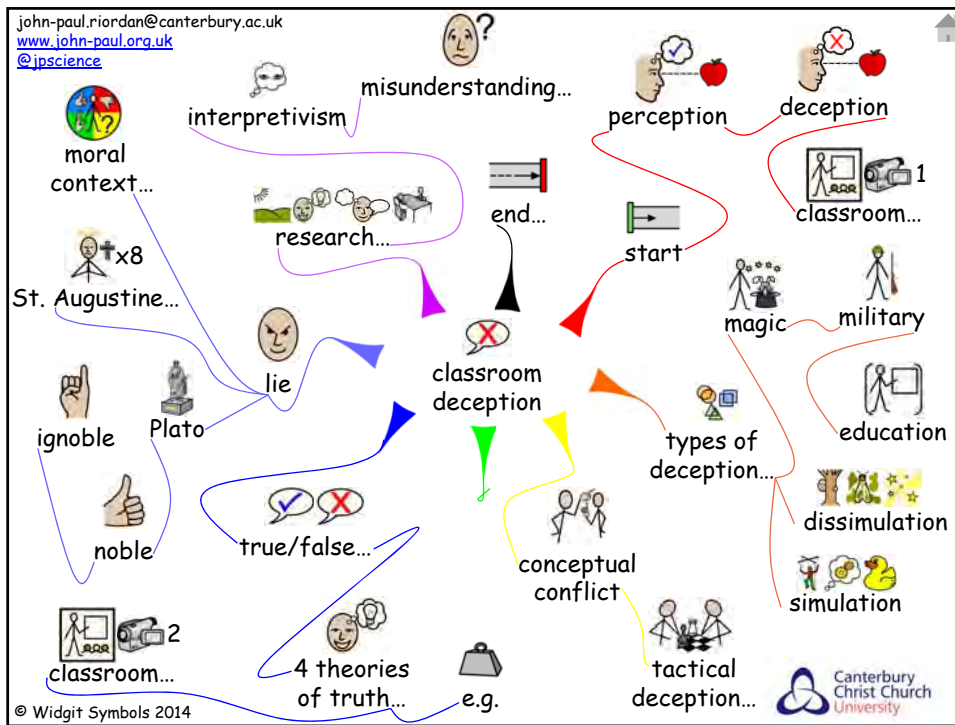 john-paul.riordan@canterbury.ac.uk
www.john-paul.org.uk
@jpscience
?
misunderstanding...
interpretivism
perception
deception
?
moral
context...
1
classroom...
research...
end...
start
x8
St. Augustine...
magic
military
lie
classroom
deception
ignoble
Plato
types of
deception...
education
noble
true/false...
conceptual
conflict
dissimulation
simulation
2
classroom...
4 theories
of truth...
e.g.
tactical
deception...
Canterbury
Christ Church
University
© Widgit Symbols 2014